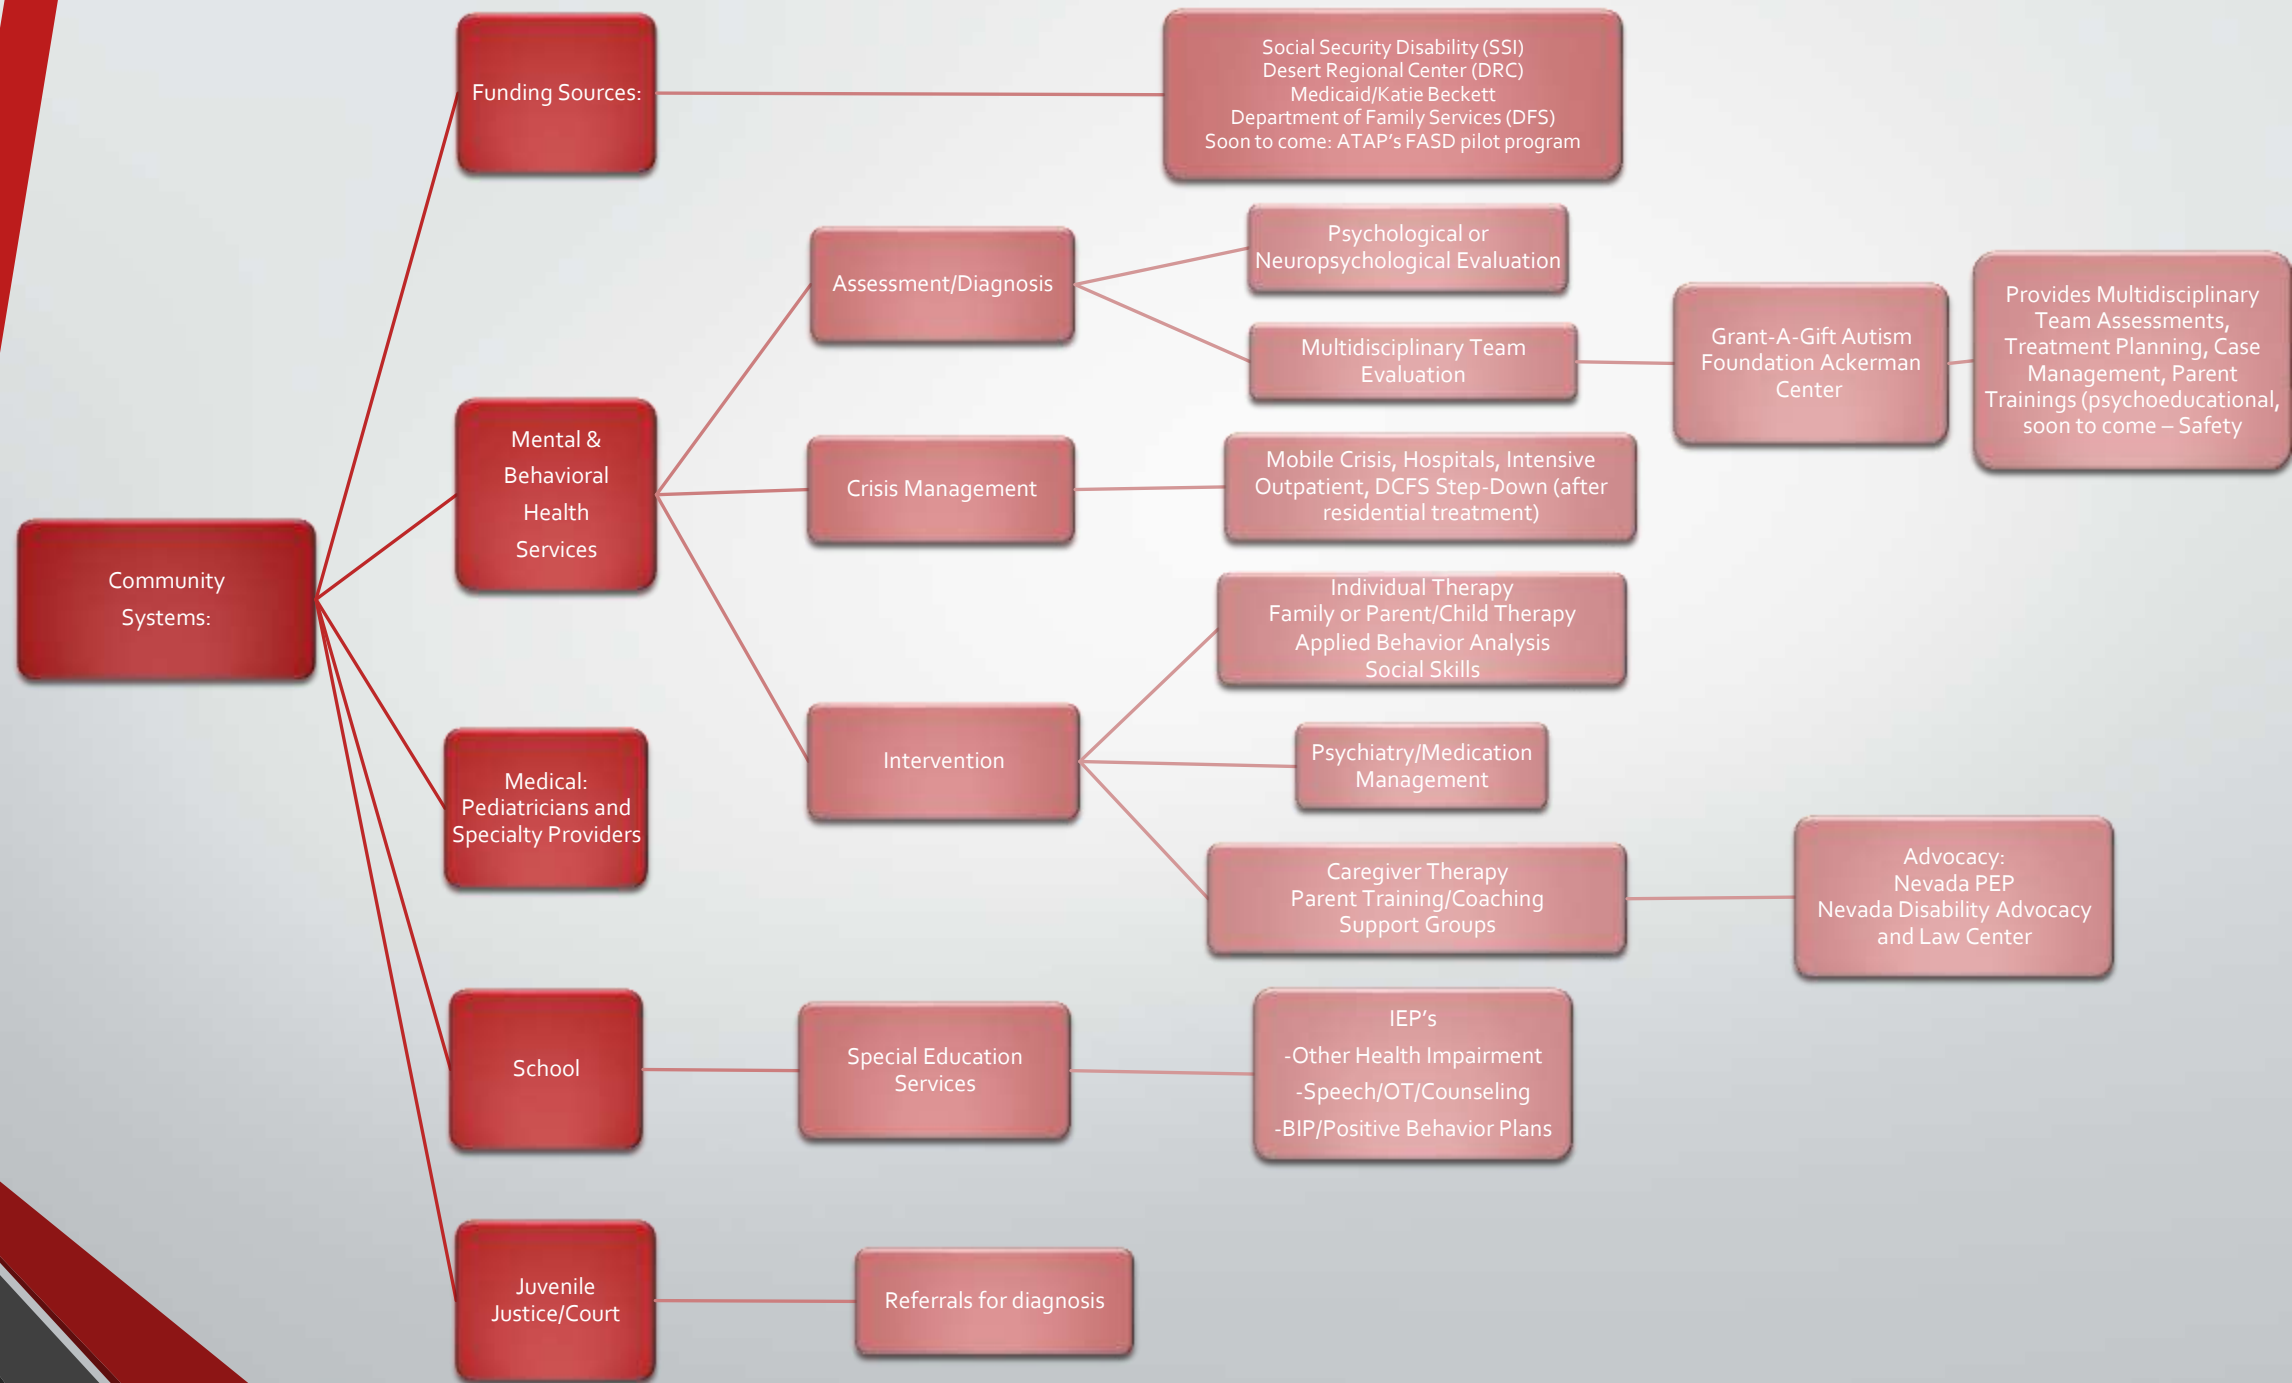 Community
Systems:
Funding Sources:
Social Security Disability (SSI)
Desert Regional Center (DRC)
Medicaid/Katie Beckett
Department of Family Services (DFS)
Soon to come: ATAP’s FASD pilot program
Mental &
Behavioral
Health
Services
Assessment/Diagnosis
Psychological or
Neuropsychological Evaluation
Multidisciplinary Team
Evaluation
Grant-A-Gift Autism
Foundation Ackerman
Center
Provides Multidisciplinary
Team Assessments,
Treatment Planning, Case
Management, Parent
Trainings (psychoeducational,
soon to come – Safety
Crisis Management
Mobile Crisis, Hospitals, Intensive
Outpatient, DCFS Step-Down (after
residential treatment)
Intervention
Individual Therapy
Family or Parent/Child Therapy
Applied Behavior Analysis
Social Skills
Psychiatry/Medication
Management
Caregiver Therapy
Parent Training/Coaching
Support Groups
Advocacy:
Nevada PEP
Nevada Disability Advocacy
and Law Center
Medical:
Pediatricians and
Specialty Providers
School
Special Education
Services
IEP’s
-Other Health Impairment
-Speech/OT/Counseling
-BIP/Positive Behavior Plans
Juvenile
Justice/Court
Referrals for diagnosis